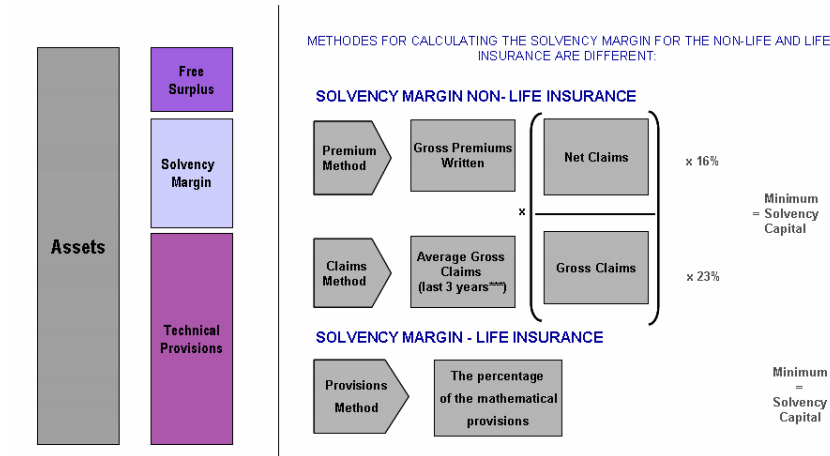 Assets
Free
Surplus
Solvency
Margin
Technical
Provisions
METHODES FOR CALCULATING THE SOLVENCY MARGIN FOR THE NON-LIFE AND LIFE
INSURANCE ARE DIFFERENT:
SOLVENCY MARGIN NON- LIFE INSURANCE
Premium
Method
Gross Premiums
Written
Net Claims
x 16%
x
Minimum
= Solvency
Capital
Claims
Method
Average Gross
Claims
(last 3 years***)
Gross Claims
x 23%
SOLVENCY MARGIN - LIFE INSURANCE
Provisions
Method
The percentage
of the mathematical
provisions
Minimum
=
Solvency
Capital